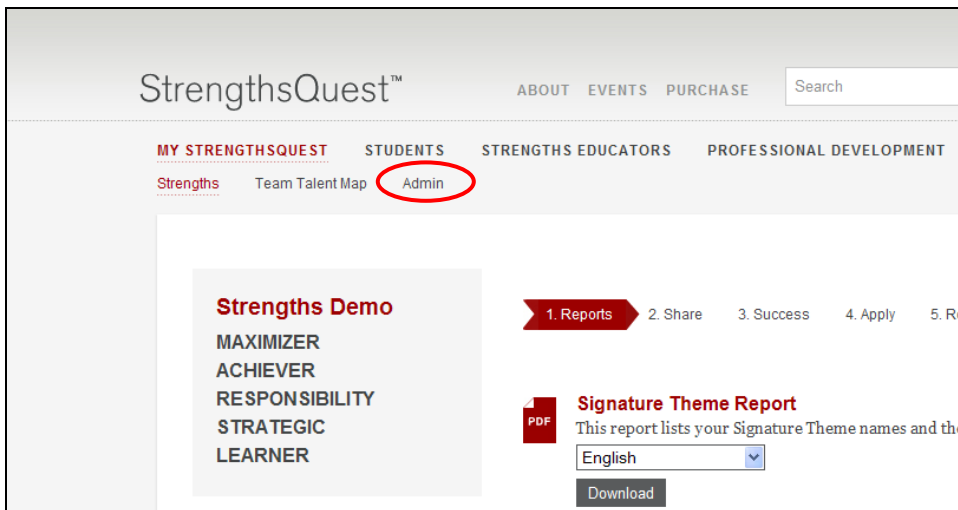 StrengthsQuest™
ABOUT EVENTS PURCHASE Search
MY STRENGTHSQUEST STUDENTS STRENGTHS EDUCATORS PROFESSIONAL DEVELOPMENT
Strengths Team Talent Map Admin
Strengths Demo
MAXIMIZER
ACHIEVER
RESPONSIBILITY
STRATEGIC
LEARNER
1. Reports 2. Share 3. Success 4. Apply 5.
PDF
Signature Theme Report
This report lists your Signature Theme names and
English
Download